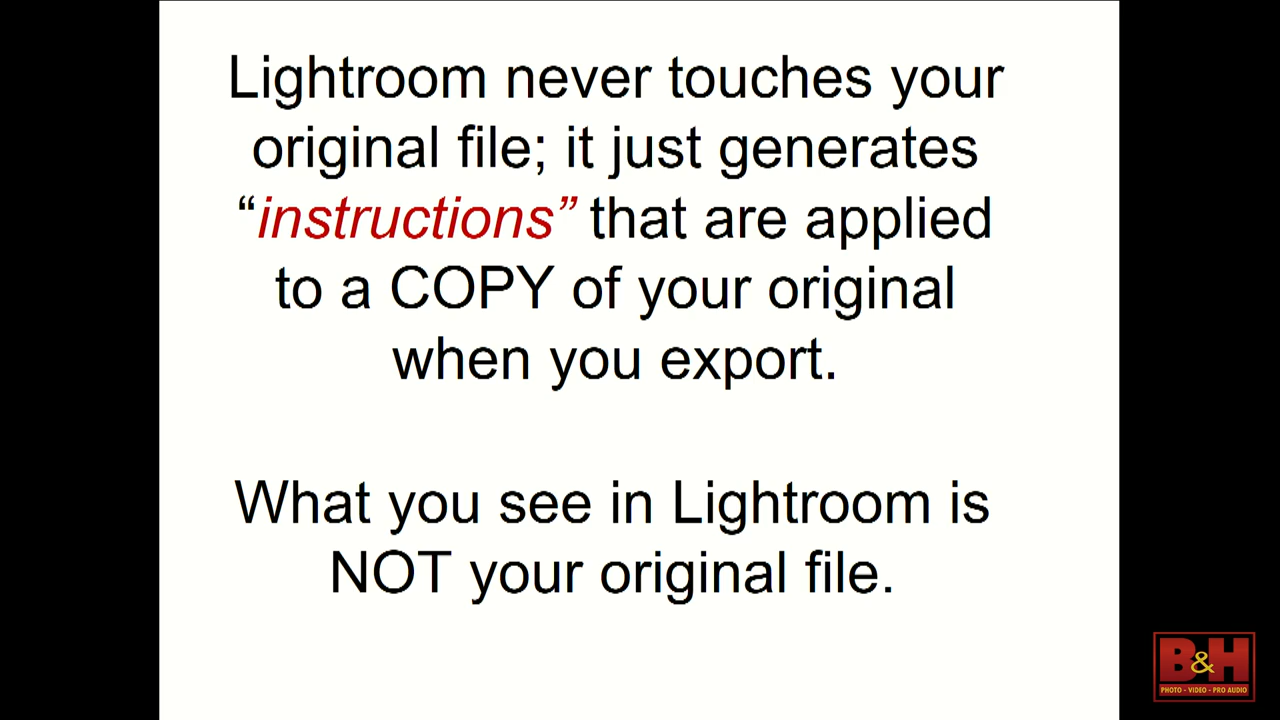 Lightroom never touches your
original file; it just generates
“instructions” that are applied
to a COPY of your original
when you export.
What you see in Lightroom is
NOT your original file.
B&H
PHOTO - VIDEO - PRO AUDIO